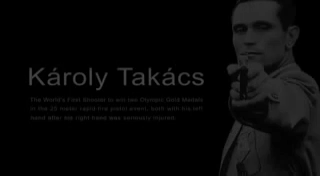 Károly Takács
The World's First Shooter to win two Olympic Gold Medals
in the 25 meter rapid fire pistol event, both with his left
hand after his right hand was seriously injured.